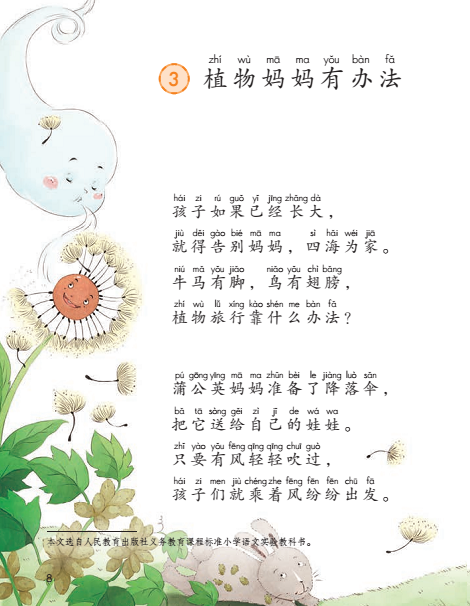 zhí wù mā ma yǒu bàn fǎ
3 植物妈妈有办法
hái zi rú guǒ yǐ jīng zhǎng dà
孩子如果已经长大，
jiù děi gào bié mā ma sì hǎi wéi jiā
就得告别妈妈，四海为家。
niú mǎ yǒu jiǎo niǎo yǒu chì bǎng
牛马有脚，鸟有翅膀，
zhí wù lǚ xíng kào shén me bàn fǎ
植物旅行靠什么办法？
pú gōng yīng mā ma zhǔn bèi le jiàng luò sǎn
蒲公英妈妈准备了降落伞，
bǎ tā sòng gěi zì jǐ de wá wa
把它送给自己的娃娃。
zhǐ yào yǒu fēng qīng qīng chuī guò
只要有风轻轻吹过，
hái zi men jiù chéng zhe fēng fēn fēn chū fā
孩子们就乘着风纷纷出发。
本文选自人民教育出版社义务教育课程标准小学语文实验教科书。
8